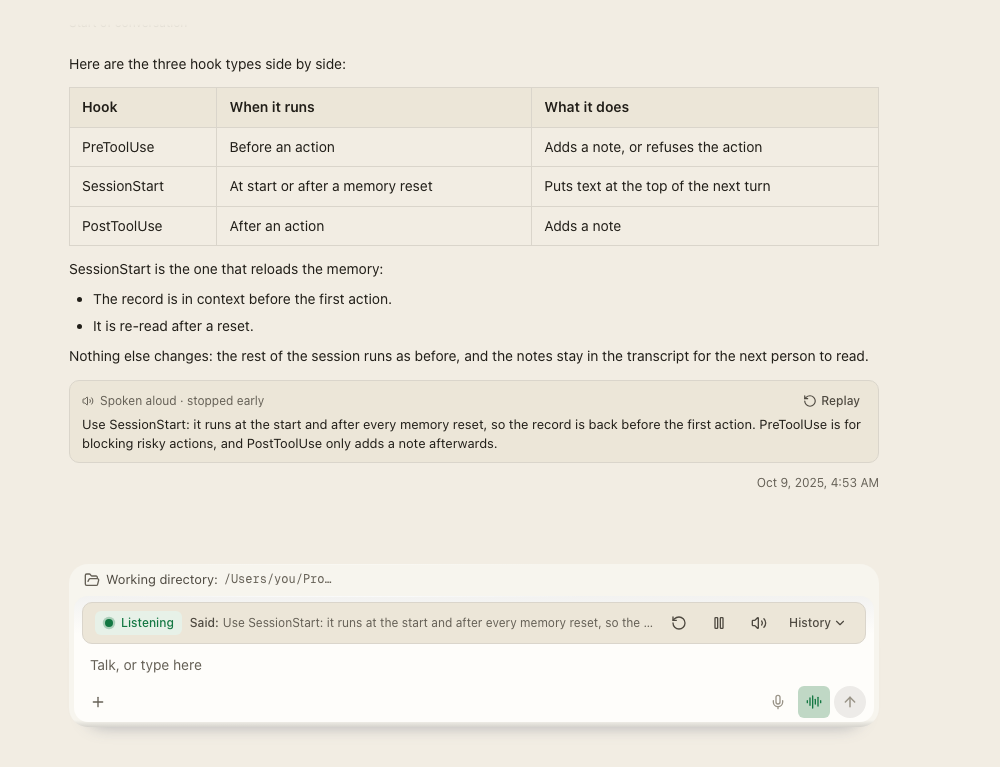 Here are the three hook types side by side:
Hook When it runs What it does
PreToolUse Before an action Adds a note, or refuses the action
SessionStart At start or after a memory reset Puts text at the top of the next turn
PostToolUse After an action Adds a note
SessionStart is the one that reloads the memory:
• The record is in context before the first action.
• It is re-read after a reset.
Nothing else changes: the rest of the session runs as before, and the notes stay in the transcript for the next person to read.
Spoken aloud · stopped early Replay
Use SessionStart: it runs at the start and after every memory reset, so the record is back before the first action. PreToolUse is for
blocking risky actions, and PostToolUse only adds a note afterwards.
Oct 9, 2025, 4:53 AM
Working directory: /Users/you/Pro…
Listening Said: Use SessionStart: it runs at the start and after every memory reset, so the ... History
Talk, or type here